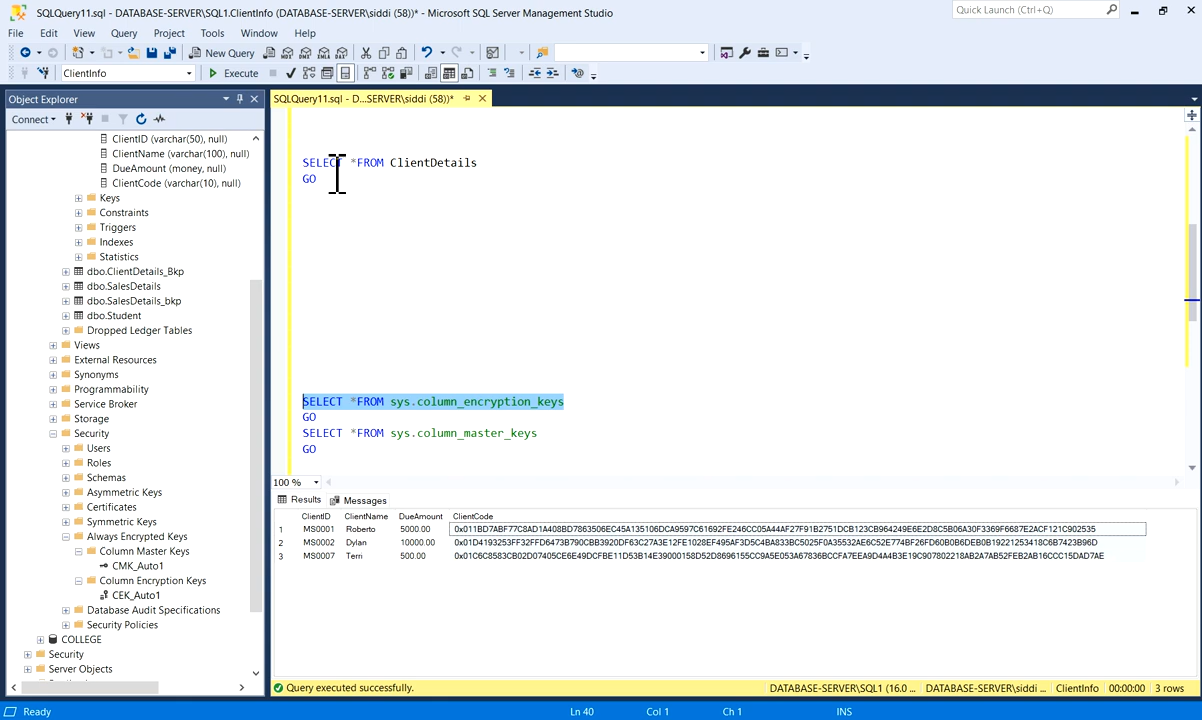 SQLQuery11.sql - DATABASE-SERVER\SQL1.ClientInfo (DATABASE-SERVER\siddi (58))* - Microsoft SQL Server Management Studio
Quick Launch (Ctrl+Q)
File Edit View Query Project Tools Window Help
New Query
MDX DMX XMLA DAX
ClientInfo
Execute
Object Explorer
SQLQuery11.sql - D...SERVER\siddi (58))*
Connect
ClientID (varchar(50), null)
ClientName (varchar(100), null)
DueAmount (money, null)
ClientCode (varchar(10), null)
Keys
Constraints
Triggers
Indexes
Statistics
dbo.ClientDetails_Bkp
dbo.SalesDetails
dbo.SalesDetails_bkp
dbo.Student
Dropped Ledger Tables
Views
External Resources
Synonyms
Programmability
Service Broker
Storage
Security
Users
Roles
Schemas
Asymmetric Keys
Certificates
Symmetric Keys
Always Encrypted Keys
Column Master Keys
CMK_Auto1
Column Encryption Keys
CEK_Auto1
Database Audit Specifications
Security Policies
COLLEGE
Security
Server Objects
SELECT *FROM ClientDetails
GO
SELECT *FROM sys.column_encryption_keys
GO
SELECT *FROM sys.column_master_keys
GO
100 %
Results Messages
ClientID ClientName DueAmount ClientCode
1 MS0001 Roberto 5000.00 0x011BD7ABF77C8AD1A408BD7863506EC45A135106DCA9597C61692FE246CC05A44AF27F91B2751DCB123CB964249E6E2D8C5B06A30F3369F6687E2ACF121C902535
2 MS0002 Dylan 10000.00 0x01D4193253FF32FFD6473B790CBB3920DF63C27A3E12FE1028EF495AF3D5C4BA833BC5025F0A35532AE6C52E774BF26FD60B0B6DEB0B19221253418C6B7423B96D
3 MS0007 Terri 500.00 0x01C6C8583CB02D07405CE6E49DCFBE11D53B14E39000158D52D8696155CC9A5E053A67836BCCFA7EEA9D4A4B3E19C907802218AB2A7AB52FEB2AB16CCC15DAD7AE
Query executed successfully.
DATABASE-SERVER\SQL1 (16.0 ... DATABASE-SERVER\siddi ... ClientInfo 00:00:00 3 rows
Ready
Ln 40 Col 1 Ch 1 INS